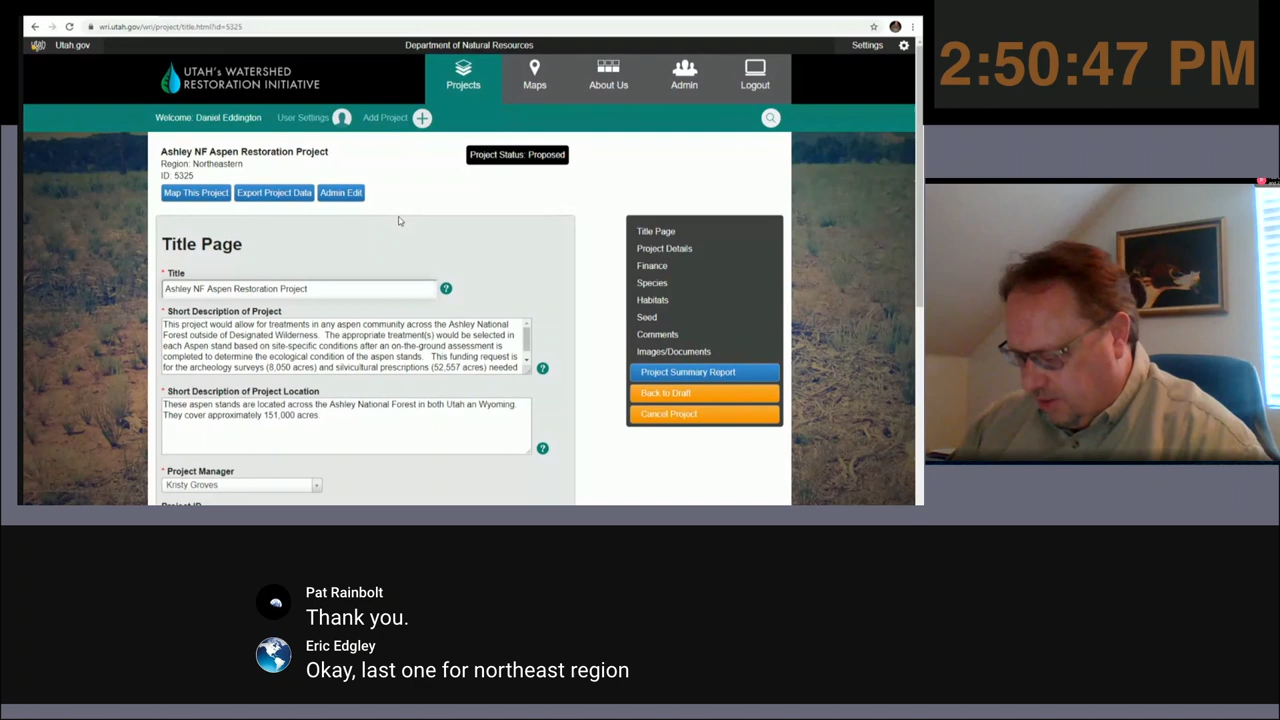 wri.utah.gov/wri/project/title.html?id=5325
2:50:47 PM
Utah.gov
Department of Natural Resources
Settings
UTAH's WATERSHED
RESTORATION INITIATIVE
Projects
Maps
About Us
Admin
Logout
Welcome: Daniel Eddington
User Settings
Add Project
Ashley NF Aspen Restoration Project
Region: Northeastern
ID: 5325
Project Status: Proposed
Map This Project
Export Project Data
Admin Edit
Title Page
* Title
Ashley NF Aspen Restoration Project
* Short Description of Project
This project would allow for treatments in any aspen community across the Ashley National
Forest outside of Designated Wilderness. The appropriate treatment(s) would be selected in
each Aspen stand based on site-specific conditions after an on-the-ground assessment is
completed to determine the ecological condition of the aspen stands. This funding request is
for the archeology surveys (8,050 acres) and silvicultural prescriptions (52,557 acres) needed
* Short Description of Project Location
These aspen stands are located across the Ashley National Forest in both Utah an Wyoming.
They cover approximately 151,000 acres.
* Project Manager
Kristy Groves
Project ID
Title Page
Project Details
Finance
Species
Habitats
Seed
Comments
Images/Documents
Project Summary Report
Back to Draft
Cancel Project
Pat Rainbolt
Thank you.
Eric Edgley
Okay, last one for northeast region